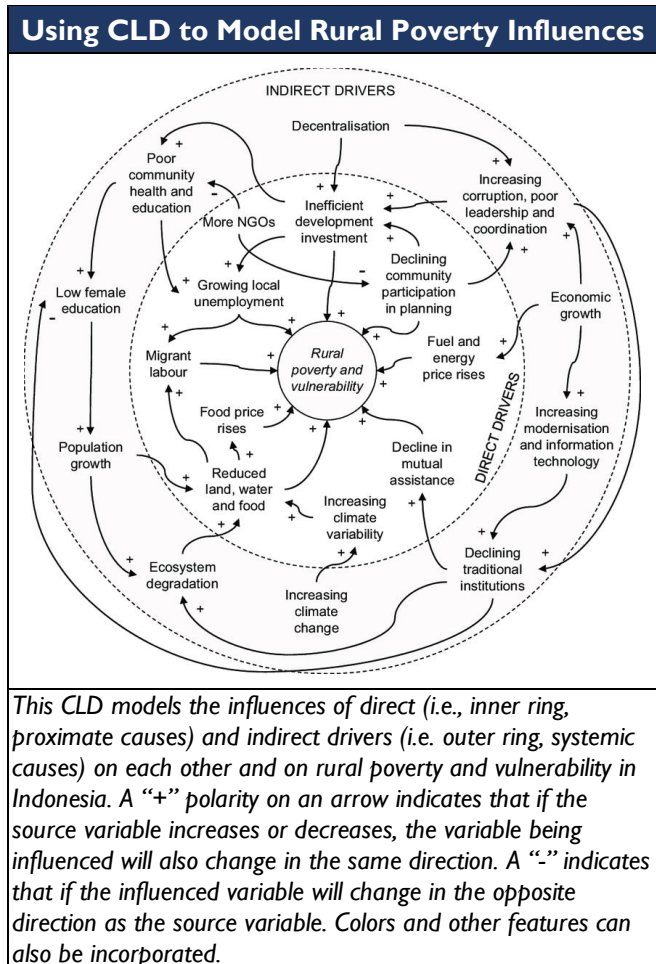 Using CLD to Model Rural Poverty Influences
INDIRECT DRIVERS
Decentralisation
+
+
Poor
community
health and
education
-
+
Inefficient
development
investment
+
+
Increasing
corruption, poor
leadership and
coordination
+
+
More NGOs
+
Growing local
unemployment
+
-
Declining
community
participation
in planning
+
Low female
education
-
Economic
growth
+
Migrant
labour
+
+
+
+
Rural
poverty and
vulnerability
+
+
+
Fuel and
energy
price rises
+
+
Food price
rises
+
+
+
Increasing
modernisation
and information
technology
DIRECT DRIVERS
+
Population
growth
+
Reduced
land, water
and food
+
Decline in
mutual
assistance
+
Increasing
climate
variability
+
+
+
Ecosystem
degradation
+
+
Increasing
climate
change
+
+
Declining
traditional
institutions
This CLD models the influences of direct (i.e., inner ring,
proximate causes) and indirect drivers (i.e. outer ring, systemic
causes) on each other and on rural poverty and vulnerability in
Indonesia. A “+” polarity on an arrow indicates that if the
source variable increases or decreases, the variable being
influenced will also change in the same direction. A “-” indicates
that if the influenced variable will change in the opposite
direction as the source variable. Colors and other features can
also be incorporated.